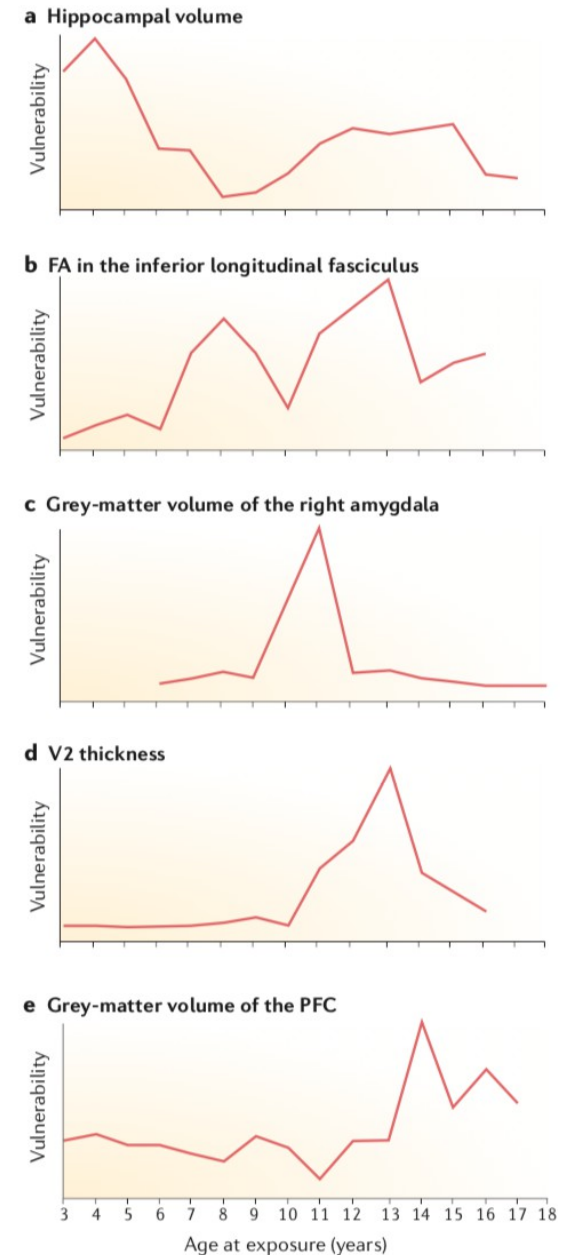 a Hippocampal volume
Vulnerability
b FA in the inferior longitudinal fasciculus
Vulnerability
c Grey-matter volume of the right amygdala
Vulnerability
d V2 thickness
Vulnerability
e Grey-matter volume of the PFC
Vulnerability
3 4 5 6 7 8 9 10 11 12 13 14 15 16 17 18
Age at exposure (years)